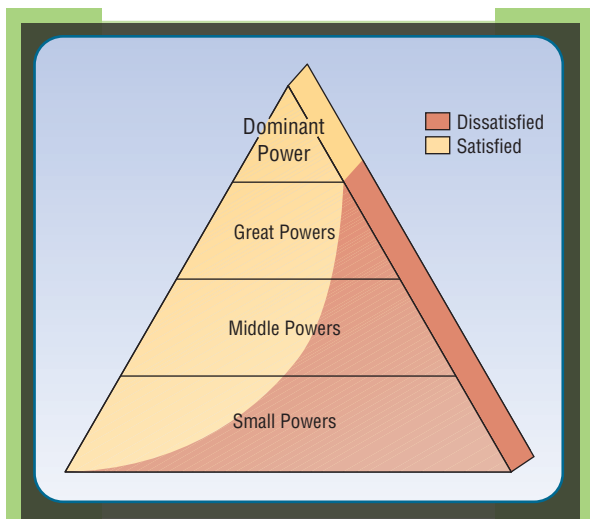 Dominant
Power
Dissatisfied
Satisfied
Great Powers
Middle Powers
Small Powers